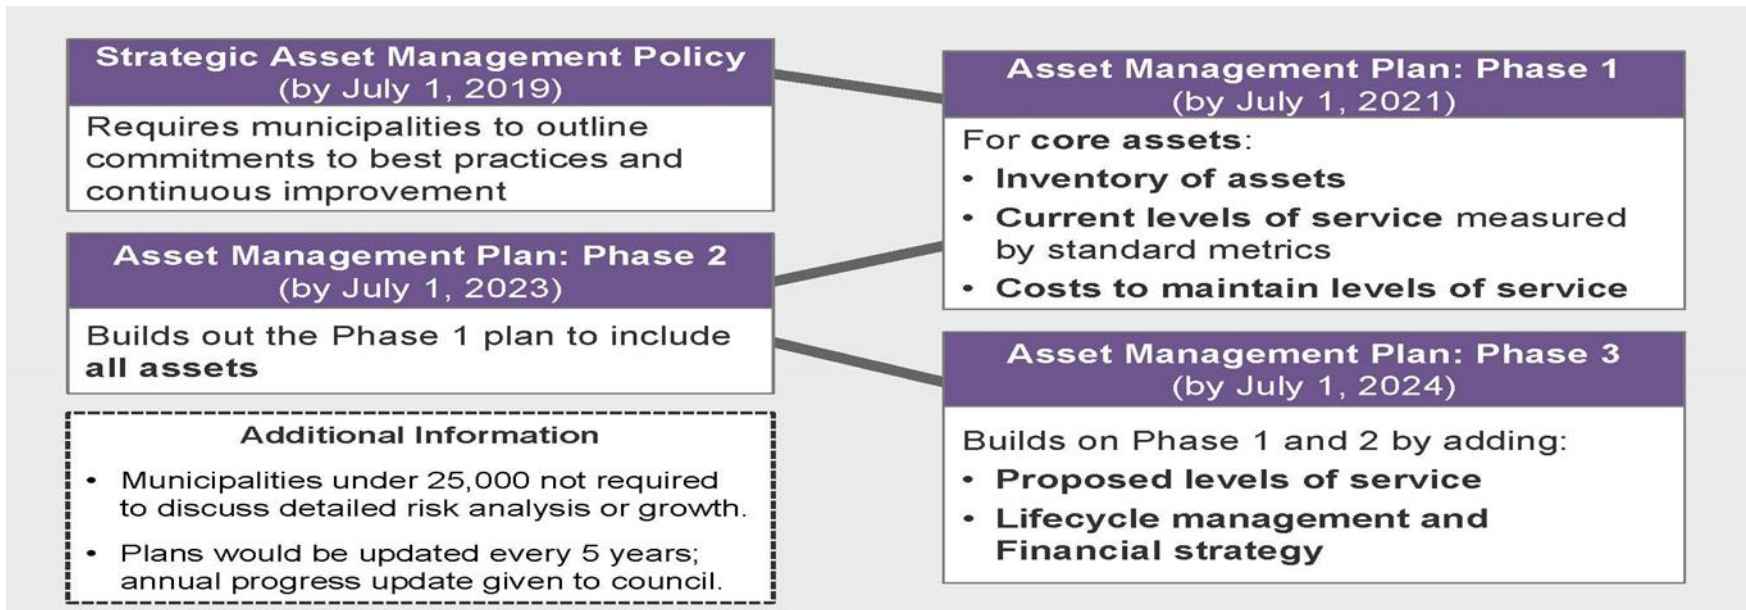 Strategic Asset Management Policy
(by July 1, 2019)
Requires municipalities to outline
commitments to best practices and
continuous improvement
Asset Management Plan: Phase 1
(by July 1, 2021)
For core assets:
• Inventory of assets
• Current levels of service measured
by standard metrics
• Costs to maintain levels of service
Asset Management Plan: Phase 2
(by July 1, 2023)
Builds out the Phase 1 plan to include
all assets
Asset Management Plan: Phase 3
(by July 1, 2024)
Builds on Phase 1 and 2 by adding:
• Proposed levels of service
• Lifecycle management and
Financial strategy
Additional Information
• Municipalities under 25,000 not required
to discuss detailed risk analysis or growth.
• Plans would be updated every 5 years;
annual progress update given to council.